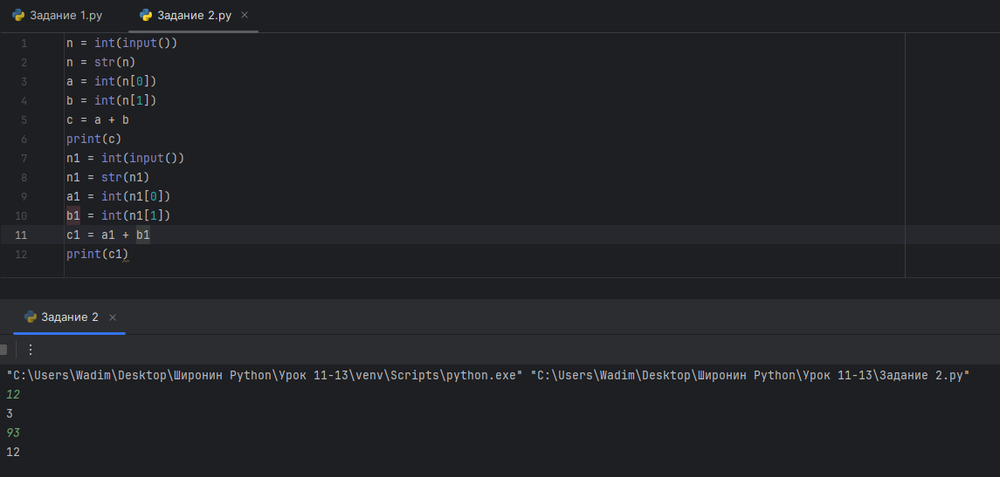 Задание 1.py Задание 2.py
1 n = int(input())
2 n = str(n)
3 a = int(n[0])
4 b = int(n[1])
5 c = a + b
6 print(c)
7 n1 = int(input())
8 n1 = str(n1)
9 a1 = int(n1[0])
10 b1 = int(n1[1])
11 c1 = a1 + b1
12 print(c1)
Задание 2
"C:\Users\Wadim\Desktop\Широнин Python\Урок 11-13\venv\Scripts\python.exe" "C:\Users\Wadim\Desktop\Широнин Python\Урок 11-13\Задание 2.py"
12
3
93
12